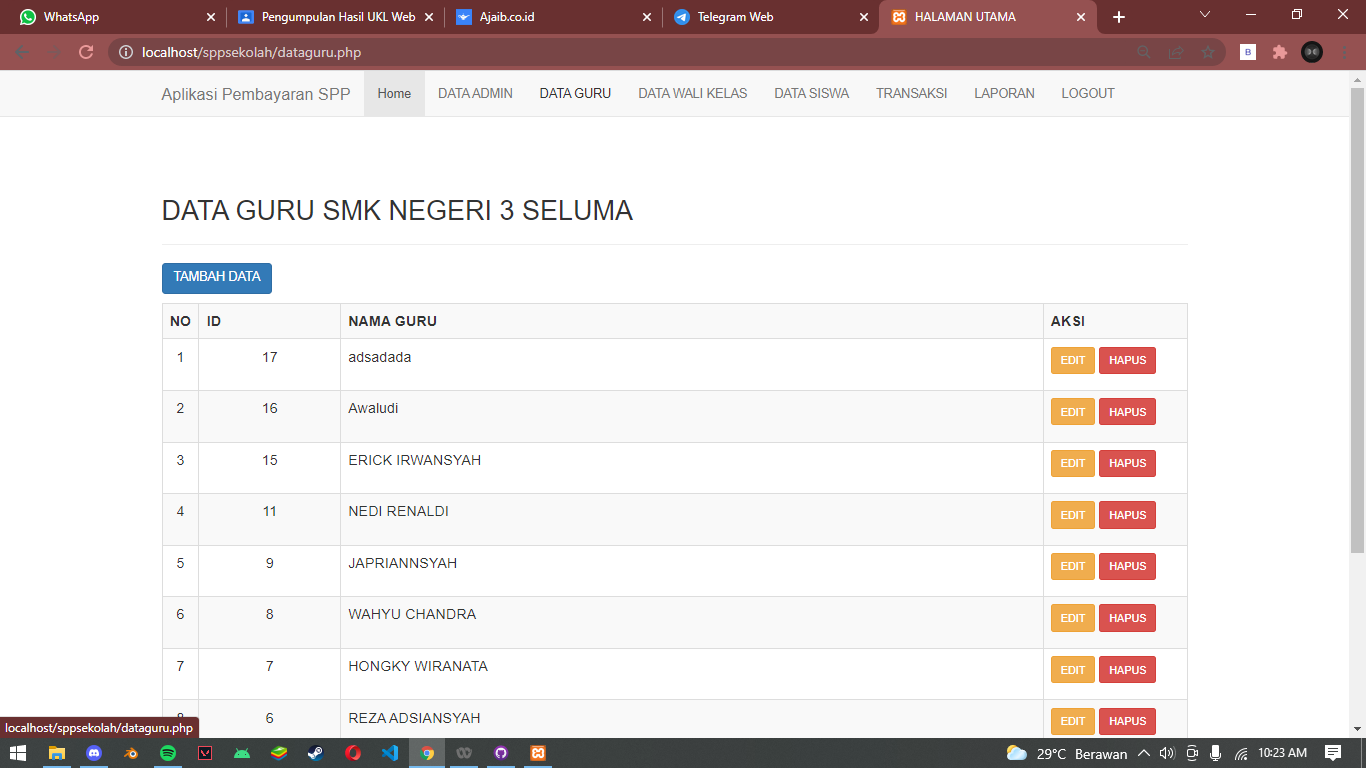 WhatsApp
Pengumpulan Hasil UKL Web
Ajaib.co.id
Telegram Web
HALAMAN UTAMA
localhost/sppsekolah/dataguru.php
Aplikasi Pembayaran SPP Home DATA ADMIN DATA GURU DATA WALI KELAS DATA SISWA TRANSAKSI LAPORAN LOGOUT
DATA GURU SMK NEGERI 3 SELUMA
TAMBAH DATA
NO ID NAMA GURU AKSI
1 17 adsadada EDIT HAPUS
2 16 Awaludi EDIT HAPUS
3 15 ERICK IRWANSYAH EDIT HAPUS
4 11 NEDI RENALDI EDIT HAPUS
5 9 JAPRIANNSYAH EDIT HAPUS
6 8 WAHYU CHANDRA EDIT HAPUS
7 7 HONGKY WIRANATA EDIT HAPUS
8 6 REZA ADSIANSYAH EDIT HAPUS
localhost/sppsekolah/dataguru.php
29°C Berawan 10:23 AM